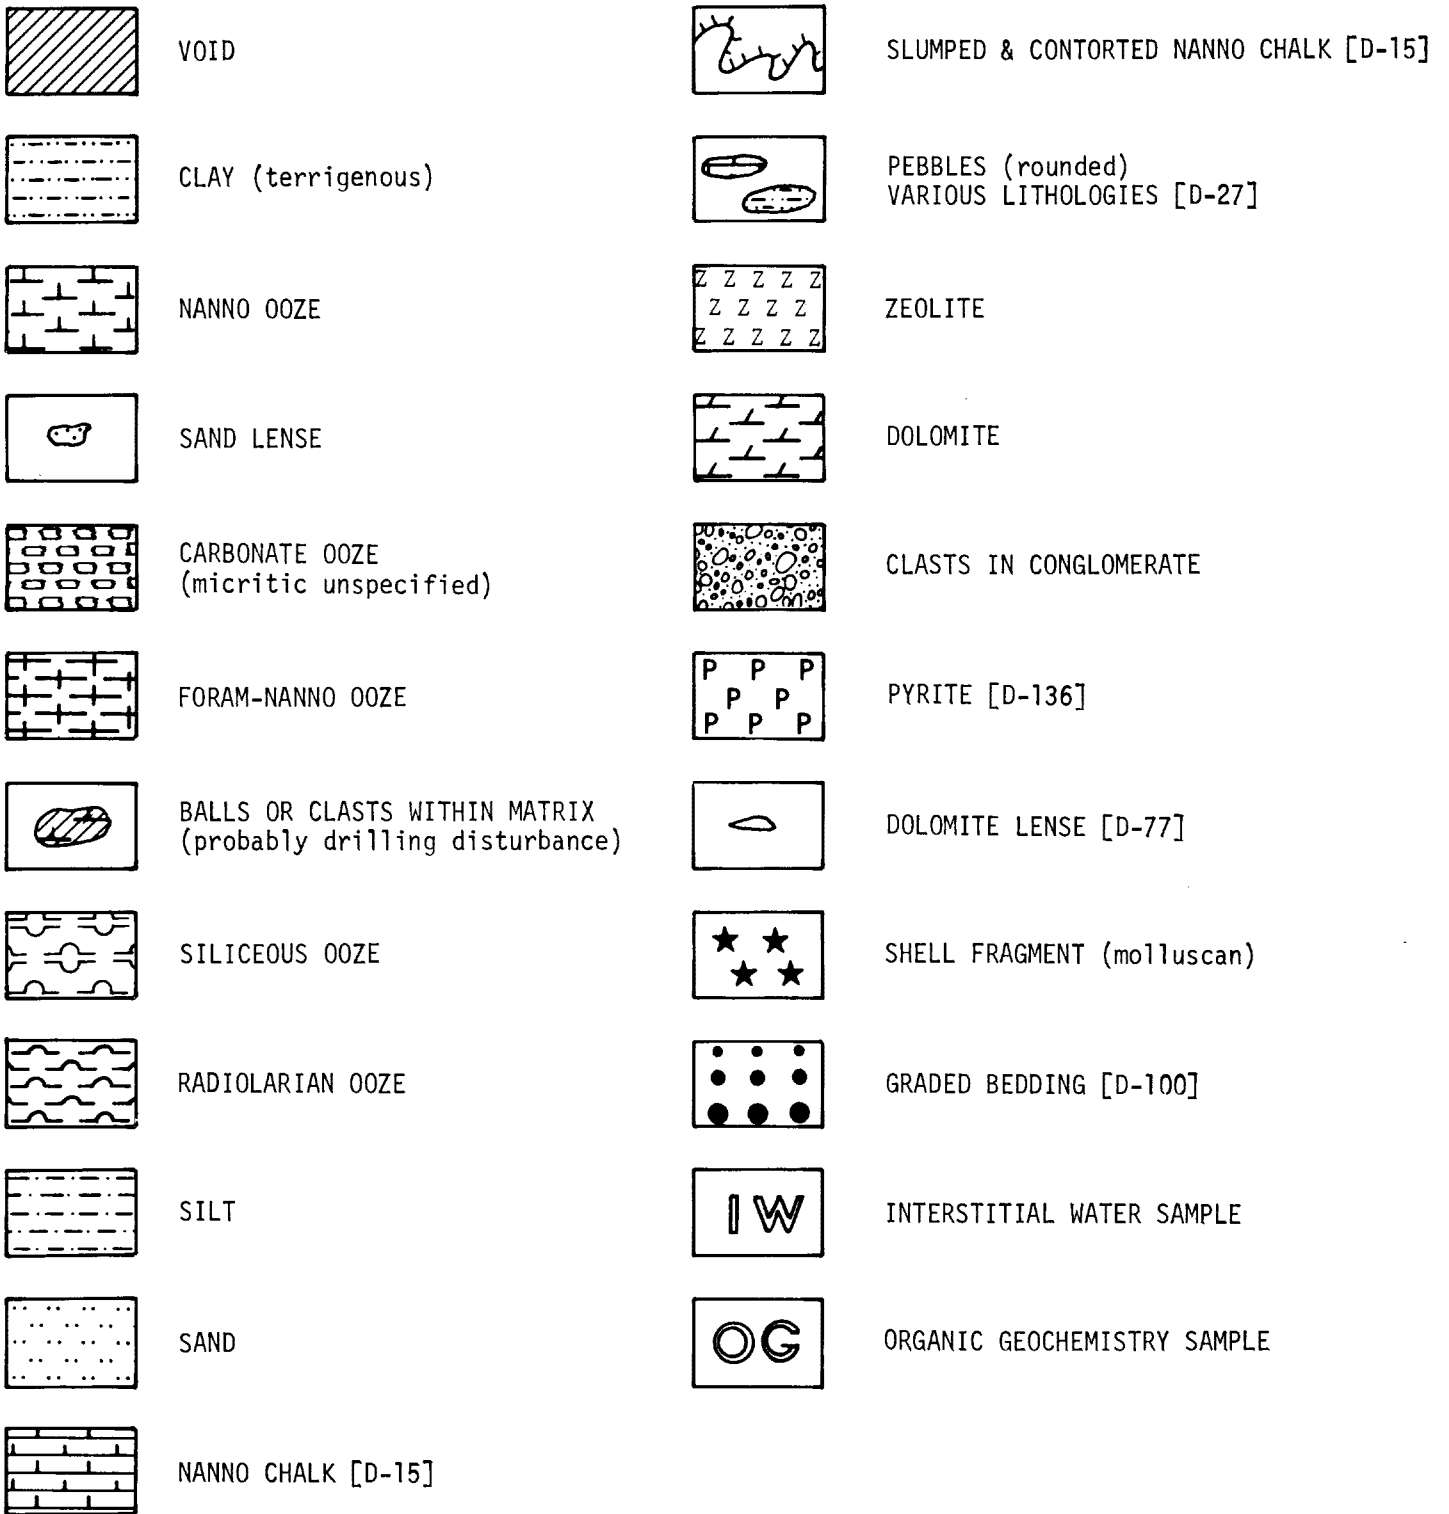 VOID
CLAY (terrigenous)
NANNO OOZE
SAND LENSE
CARBONATE OOZE
(micritic unspecified)
FORAM-NANNO OOZE
BALLS OR CLASTS WITHIN MATRIX
(probably drilling disturbance)
SILICEOUS OOZE
RADIOLARIAN OOZE
SILT
SAND
NANNO CHALK [D-15]
SLUMPED & CONTORTED NANNO CHALK [D-15]
PEBBLES (rounded)
VARIOUS LITHOLOGIES [D-27]
Z Z Z Z Z
Z Z Z Z
Z Z Z Z Z
ZEOLITE
DOLOMITE
CLASTS IN CONGLOMERATE
P P P
P P
P P P
PYRITE [D-136]
DOLOMITE LENSE [D-77]
SHELL FRAGMENT (molluscan)
GRADED BEDDING [D-100]
IW
INTERSTITIAL WATER SAMPLE
OG
ORGANIC GEOCHEMISTRY SAMPLE